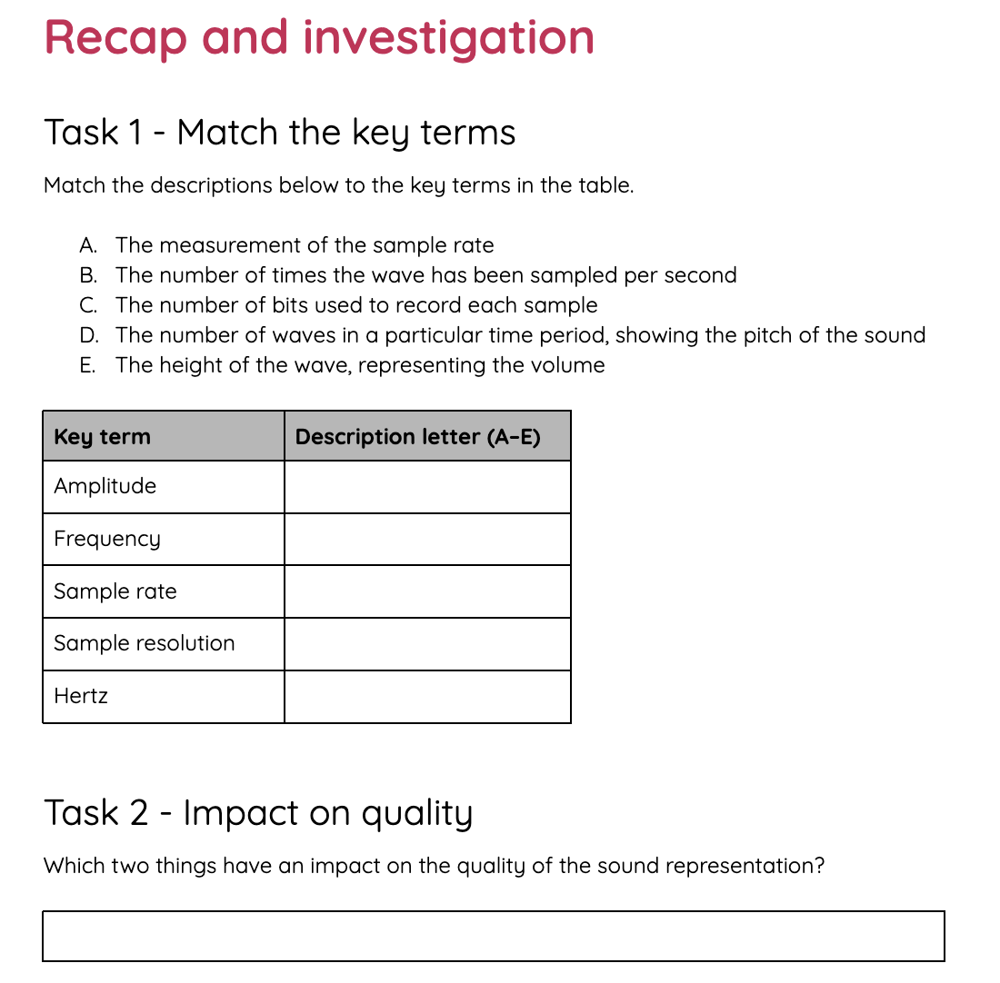 Recap and investigation
Task 1 - Match the key terms
Match the descriptions below to the key terms in the table.
A. The measurement of the sample rate
B. The number of times the wave has been sampled per second
C. The number of bits used to record each sample
D. The number of waves in a particular time period, showing the pitch of the sound
E. The height of the wave, representing the volume
Key term Description letter (A–E)
Amplitude
Frequency
Sample rate
Sample resolution
Hertz
Task 2 - Impact on quality
Which two things have an impact on the quality of the sound representation?